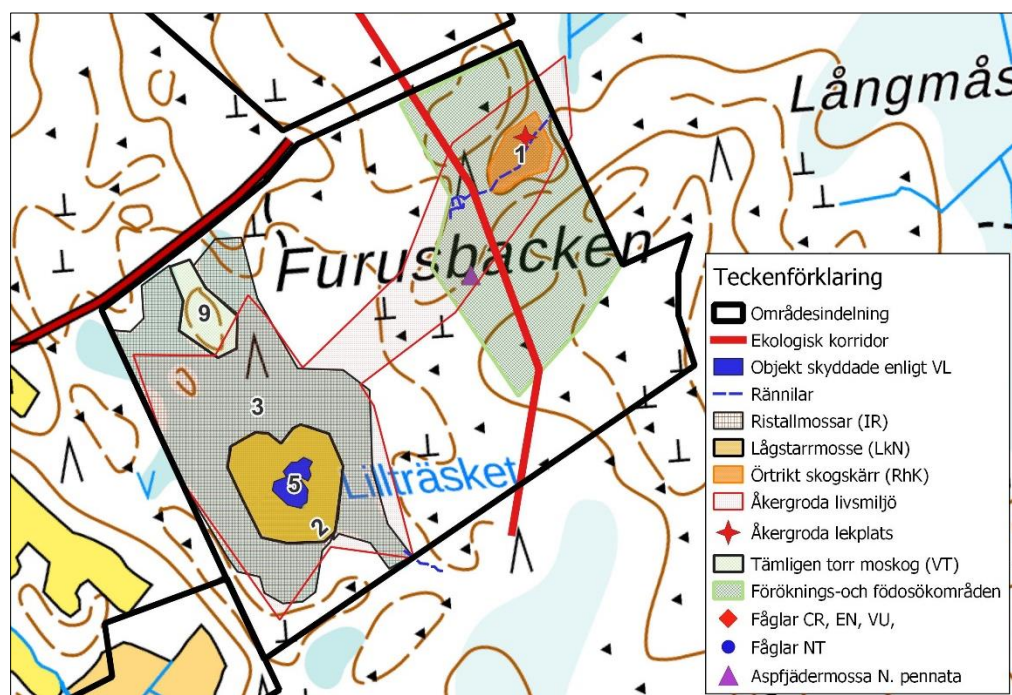 Långmås
1
Furusbacken
9
3
5
Lillträsket
2
Teckenförklaring
Områdesindelning
Ekologisk korridor
Objekt skyddade enligt VL
Rännilar
Ristallmossar (IR)
Lågstarrmosse (LkN)
Örtrikt skogskärr (RhK)
Åkergroda livsmiljö
Åkergroda lekplats
Tämligen torr moskog (VT)
Föröknings-och födosökområden
Fåglar CR, EN, VU,
Fåglar NT
Aspfjädermossa N. pennata